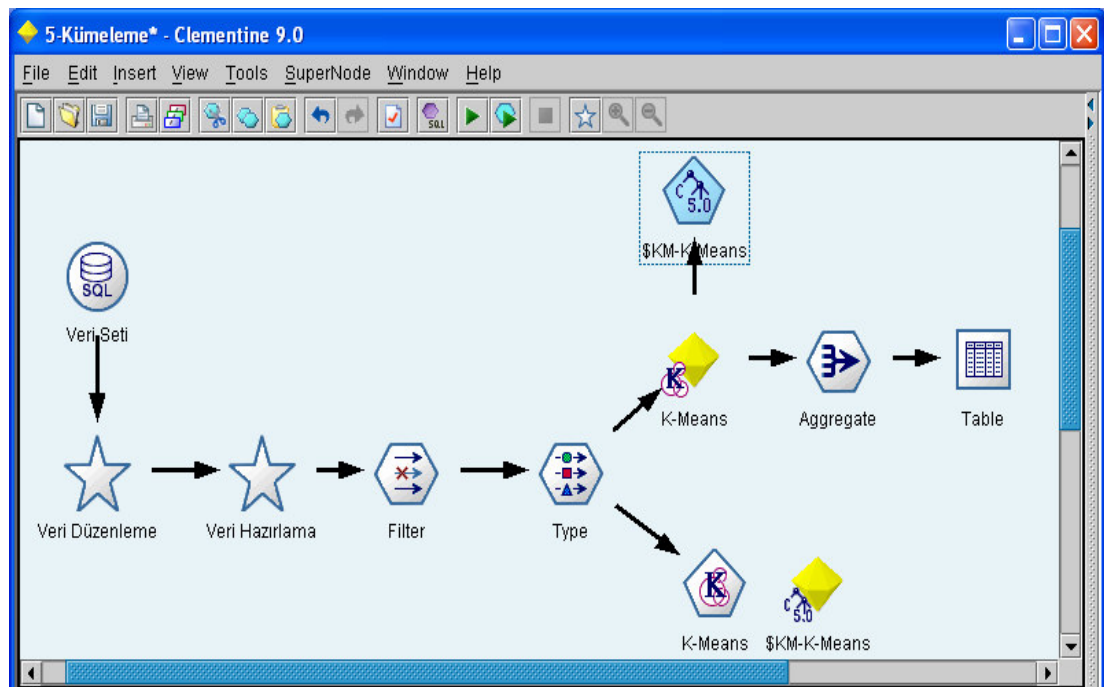 5-Kümeleme* - Clementine 9.0
File Edit Insert View Tools SuperNode Window Help
SQL
C 5.0
$KM-K-Means
SQL
Veri Seti
K
K-Means
Aggregate
Table
Veri Düzenleme
Veri Hazırlama
Filter
Type
K
K-Means
C 5.0
$KM-K-Means